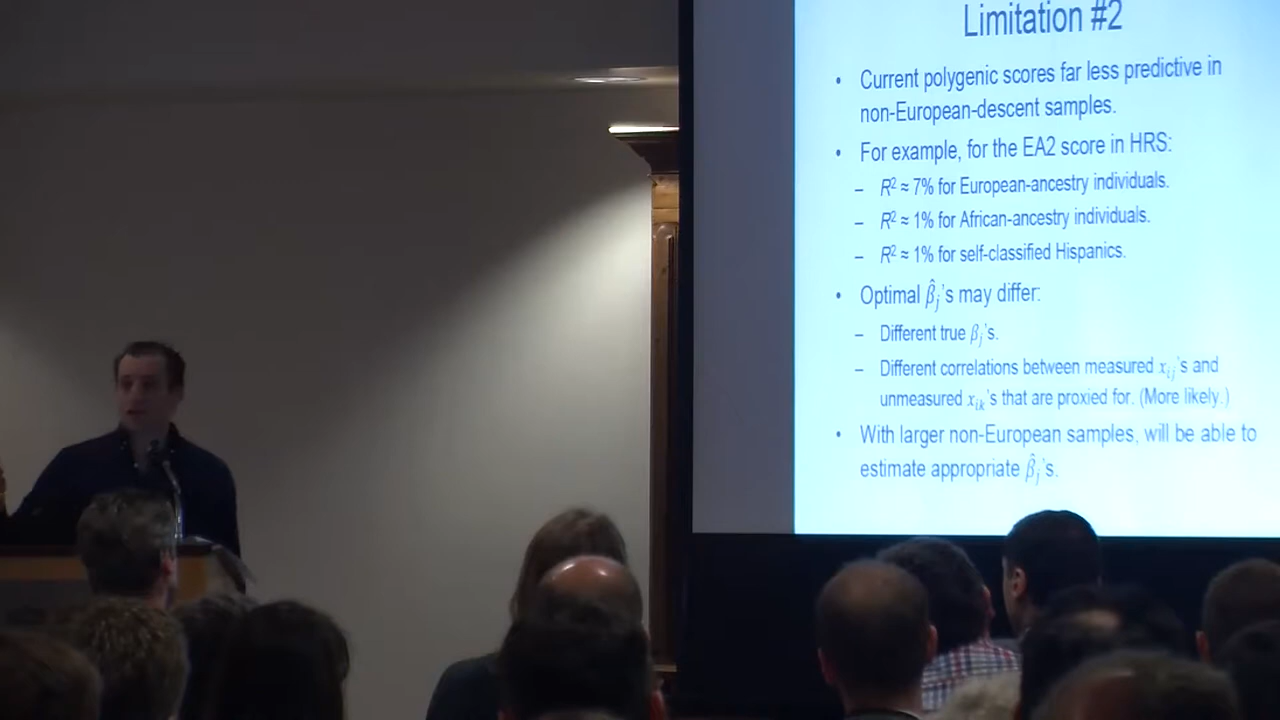 Limitation #2
• Current polygenic scores far less predictive in
non-European-descent samples.
• For example, for the EA2 score in HRS:
– R² ≈ 7% for European-ancestry individuals.
– R² ≈ 1% for African-ancestry individuals.
– R² ≈ 1% for self-classified Hispanics.
• Optimal β̂ⱼ's may differ:
– Different true βⱼ's.
– Different correlations between measured xᵢⱼ's and
unmeasured xᵢₖ's that are proxied for. (More likely.)
• With larger non-European samples, will be able to
estimate appropriate β̂ⱼ's.